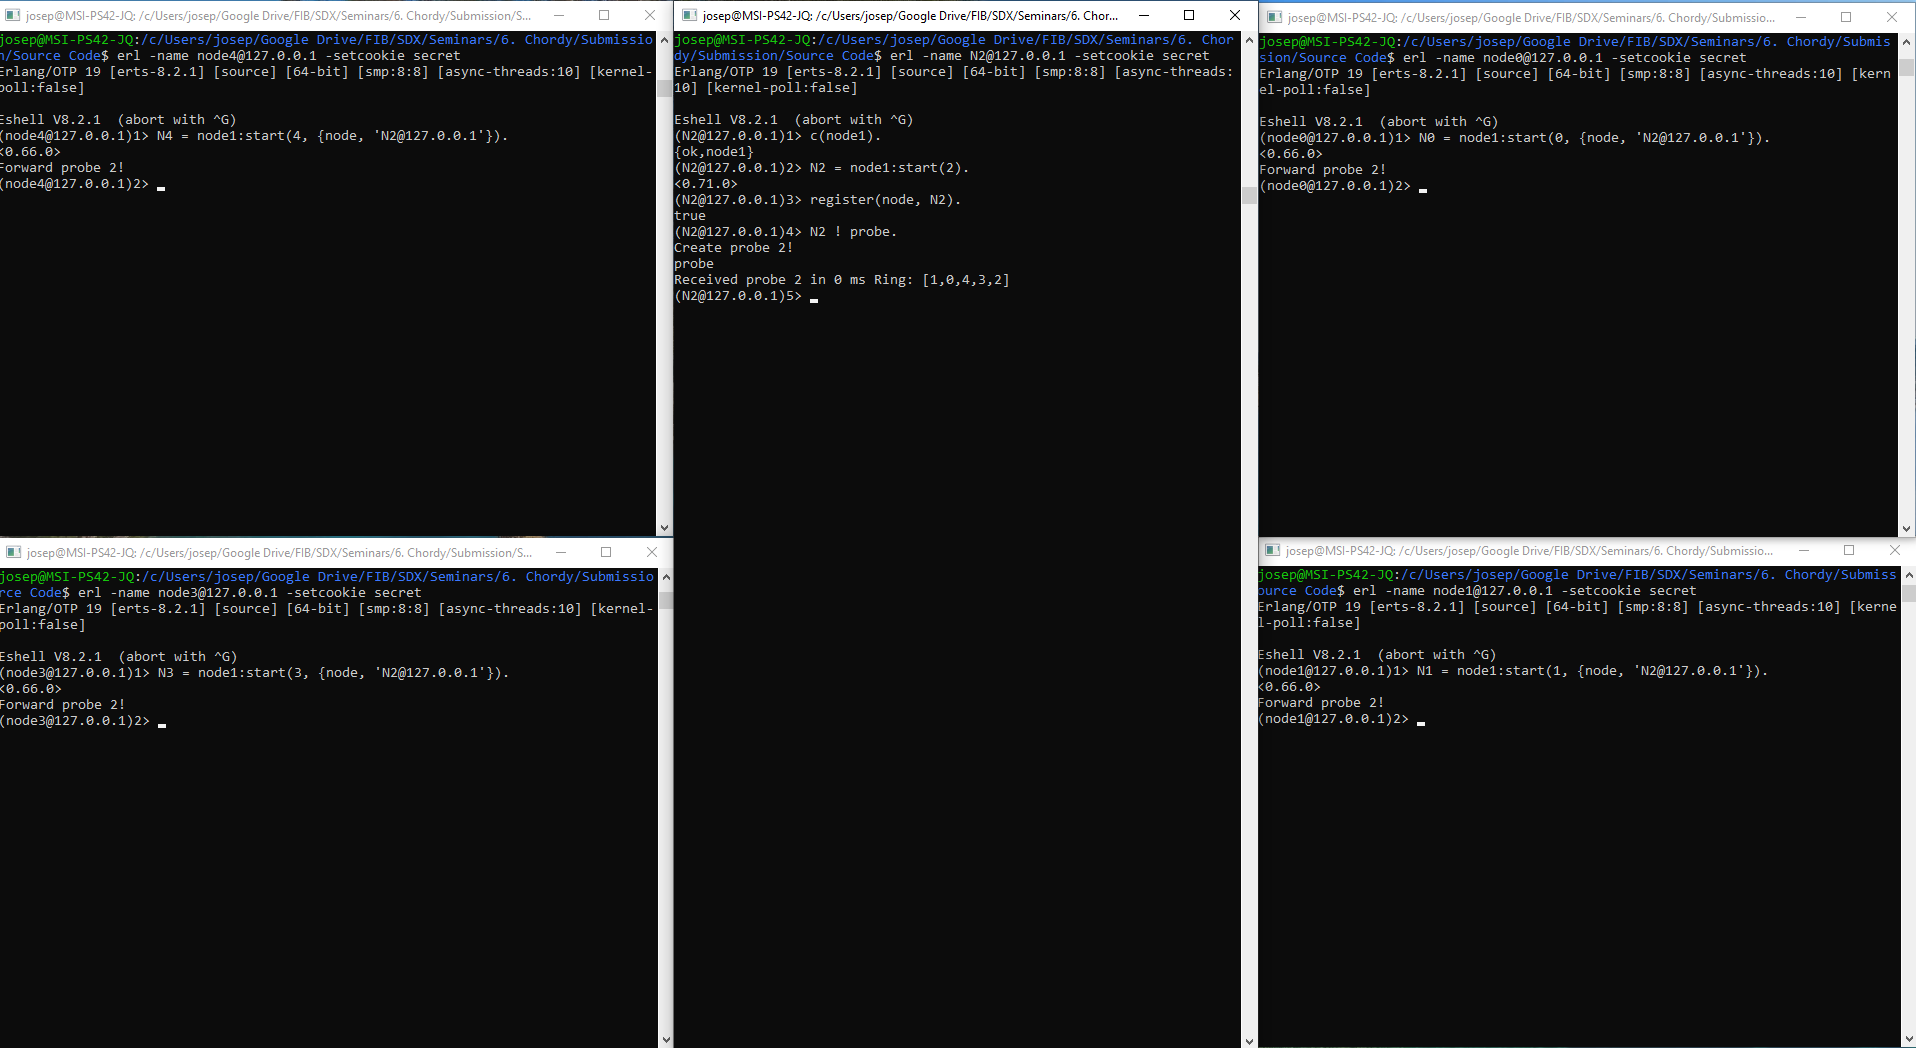 josep@MSI-PS42-JQ: /c/Users/josep/Google Drive/FIB/SDX/Seminars/6. Chordy/Submission/S...
josep@MSI-PS42-JQ:/c/Users/josep/Google Drive/FIB/SDX/Seminars/6. Chordy/Submissio
n/Source Code$ erl -name node4@127.0.0.1 -setcookie secret
Erlang/OTP 19 [erts-8.2.1] [source] [64-bit] [smp:8:8] [async-threads:10] [kernel-
poll:false]
Eshell V8.2.1  (abort with ^G)
(node4@127.0.0.1)1> N4 = node1:start(4, {node, 'N2@127.0.0.1'}).
<0.66.0>
Forward probe 2!
(node4@127.0.0.1)2>
josep@MSI-PS42-JQ: /c/Users/josep/Google Drive/FIB/SDX/Seminars/6. Chor...
josep@MSI-PS42-JQ:/c/Users/josep/Google Drive/FIB/SDX/Seminars/6. Chor
dy/Submission/Source Code$ erl -name N2@127.0.0.1 -setcookie secret
Erlang/OTP 19 [erts-8.2.1] [source] [64-bit] [smp:8:8] [async-threads:
10] [kernel-poll:false]
Eshell V8.2.1  (abort with ^G)
(N2@127.0.0.1)1> c(node1).
{ok,node1}
(N2@127.0.0.1)2> N2 = node1:start(2).
<0.71.0>
(N2@127.0.0.1)3> register(node, N2).
true
(N2@127.0.0.1)4> N2 ! probe.
Create probe 2!
probe
Received probe 2 in 0 ms Ring: [1,0,4,3,2]
(N2@127.0.0.1)5>
josep@MSI-PS42-JQ: /c/Users/josep/Google Drive/FIB/SDX/Seminars/6. Chordy/Submissio...
josep@MSI-PS42-JQ:/c/Users/josep/Google Drive/FIB/SDX/Seminars/6. Chordy/Submis
sion/Source Code$ erl -name node0@127.0.0.1 -setcookie secret
Erlang/OTP 19 [erts-8.2.1] [source] [64-bit] [smp:8:8] [async-threads:10] [kern
el-poll:false]
Eshell V8.2.1  (abort with ^G)
(node0@127.0.0.1)1> N0 = node1:start(0, {node, 'N2@127.0.0.1'}).
<0.66.0>
Forward probe 2!
(node0@127.0.0.1)2>
josep@MSI-PS42-JQ: /c/Users/josep/Google Drive/FIB/SDX/Seminars/6. Chordy/Submission/S...
josep@MSI-PS42-JQ:/c/Users/josep/Google Drive/FIB/SDX/Seminars/6. Chordy/Submissio
rce Code$ erl -name node3@127.0.0.1 -setcookie secret
Erlang/OTP 19 [erts-8.2.1] [source] [64-bit] [smp:8:8] [async-threads:10] [kernel-
poll:false]
Eshell V8.2.1  (abort with ^G)
(node3@127.0.0.1)1> N3 = node1:start(3, {node, 'N2@127.0.0.1'}).
<0.66.0>
Forward probe 2!
(node3@127.0.0.1)2>
josep@MSI-PS42-JQ: /c/Users/josep/Google Drive/FIB/SDX/Seminars/6. Chordy/Submissio...
josep@MSI-PS42-JQ:/c/Users/josep/Google Drive/FIB/SDX/Seminars/6. Chordy/Submiss
ource Code$ erl -name node1@127.0.0.1 -setcookie secret
Erlang/OTP 19 [erts-8.2.1] [source] [64-bit] [smp:8:8] [async-threads:10] [kerne
l-poll:false]
Eshell V8.2.1  (abort with ^G)
(node1@127.0.0.1)1> N1 = node1:start(1, {node, 'N2@127.0.0.1'}).
<0.66.0>
Forward probe 2!
(node1@127.0.0.1)2>